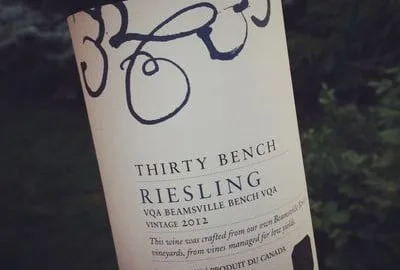 THIRTY BENCH
RIESLING
VQA BEAMSVILLE BENCH VQA
VINTAGE 2012
This wine was crafted from our own Beamsville
vineyards, from vines managed for low yields.
PRODUIT DU CANADA